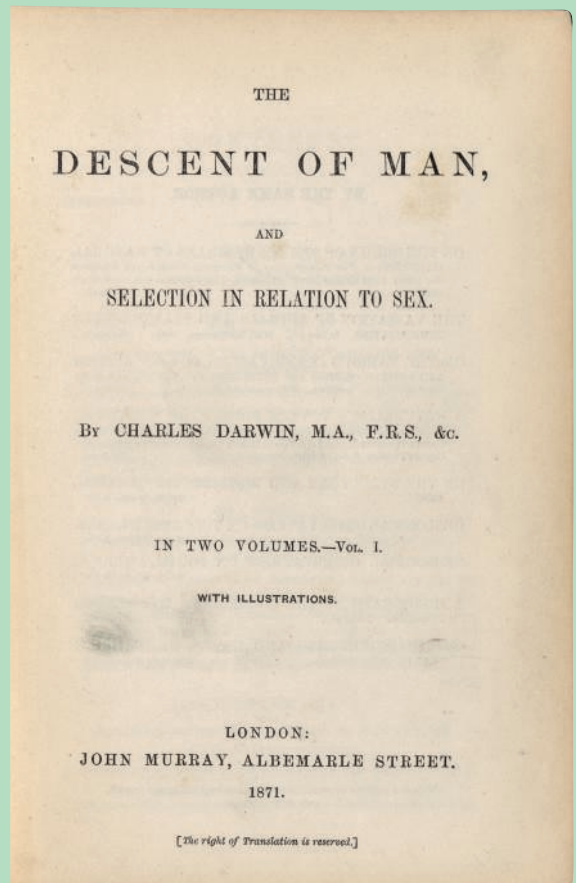 THE
DESCENT OF MAN,
AND
SELECTION IN RELATION TO SEX.
BY CHARLES DARWIN, M.A., F.R.S., &c.
IN TWO VOLUMES.—VOL. I.
WITH ILLUSTRATIONS.
LONDON:
JOHN MURRAY, ALBEMARLE STREET.
1871.
[The right of Translation is reserved.]